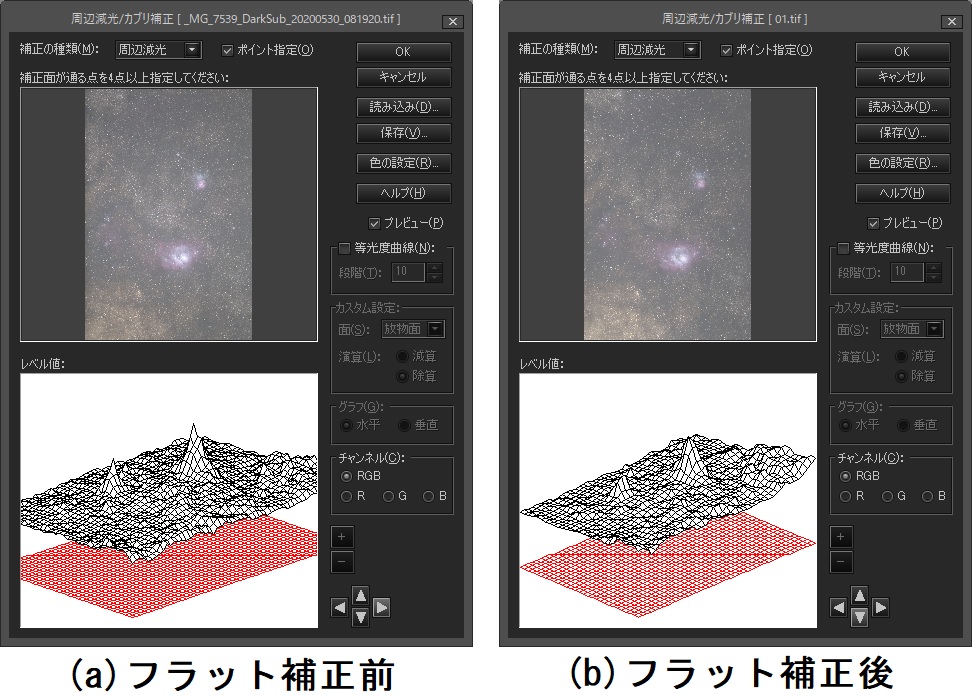 周辺減光/カブリ補正 [ _MG_7539_DarkSub_20200530_081920.tif ]
補正の種類(M):
周辺減光
ポイント指定(O)
補正面が通る点を4点以上指定してください:
OK
キャンセル
読み込み(D)...
保存(V)...
色の設定(R)...
ヘルプ(H)
プレビュー(P)
等光度曲線(N):
段階(T):
10
カスタム設定:
面(S):
放物面
演算(L):
減算
除算
レベル値:
グラフ(G):
水平
垂直
チャンネル(C):
RGB
R
G
B
+
−
(a)フラット補正前
周辺減光/カブリ補正 [ 01.tif ]
補正の種類(M):
周辺減光
ポイント指定(O)
補正面が通る点を4点以上指定してください:
OK
キャンセル
読み込み(D)...
保存(V)...
色の設定(R)...
ヘルプ(H)
プレビュー(P)
等光度曲線(N):
段階(T):
10
カスタム設定:
面(S):
放物面
演算(L):
減算
除算
レベル値:
グラフ(G):
水平
垂直
チャンネル(C):
RGB
R
G
B
+
−
(b)フラット補正後